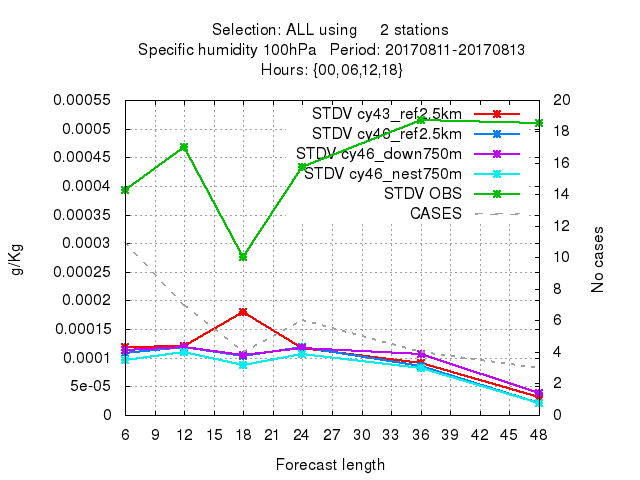 Selection: ALL using 2 stations
Specific humidity 100hPa Period: 20170811-20170813
Hours: {00,06,12,18}
STDV cy43_ref2.5km
STDV cy46_ref2.5km
STDV cy46_down750m
STDV cy46_nest750m
STDV OBS
CASES
g/Kg
0.00055
0.0005
0.00045
0.0004
0.00035
0.0003
0.00025
0.0002
0.00015
0.0001
5e-05
0
20
18
16
14
12
10
8
6
4
2
0
No cases
6 9 12 15 18 21 24 27 30 33 36 39 42 45 48
Forecast length